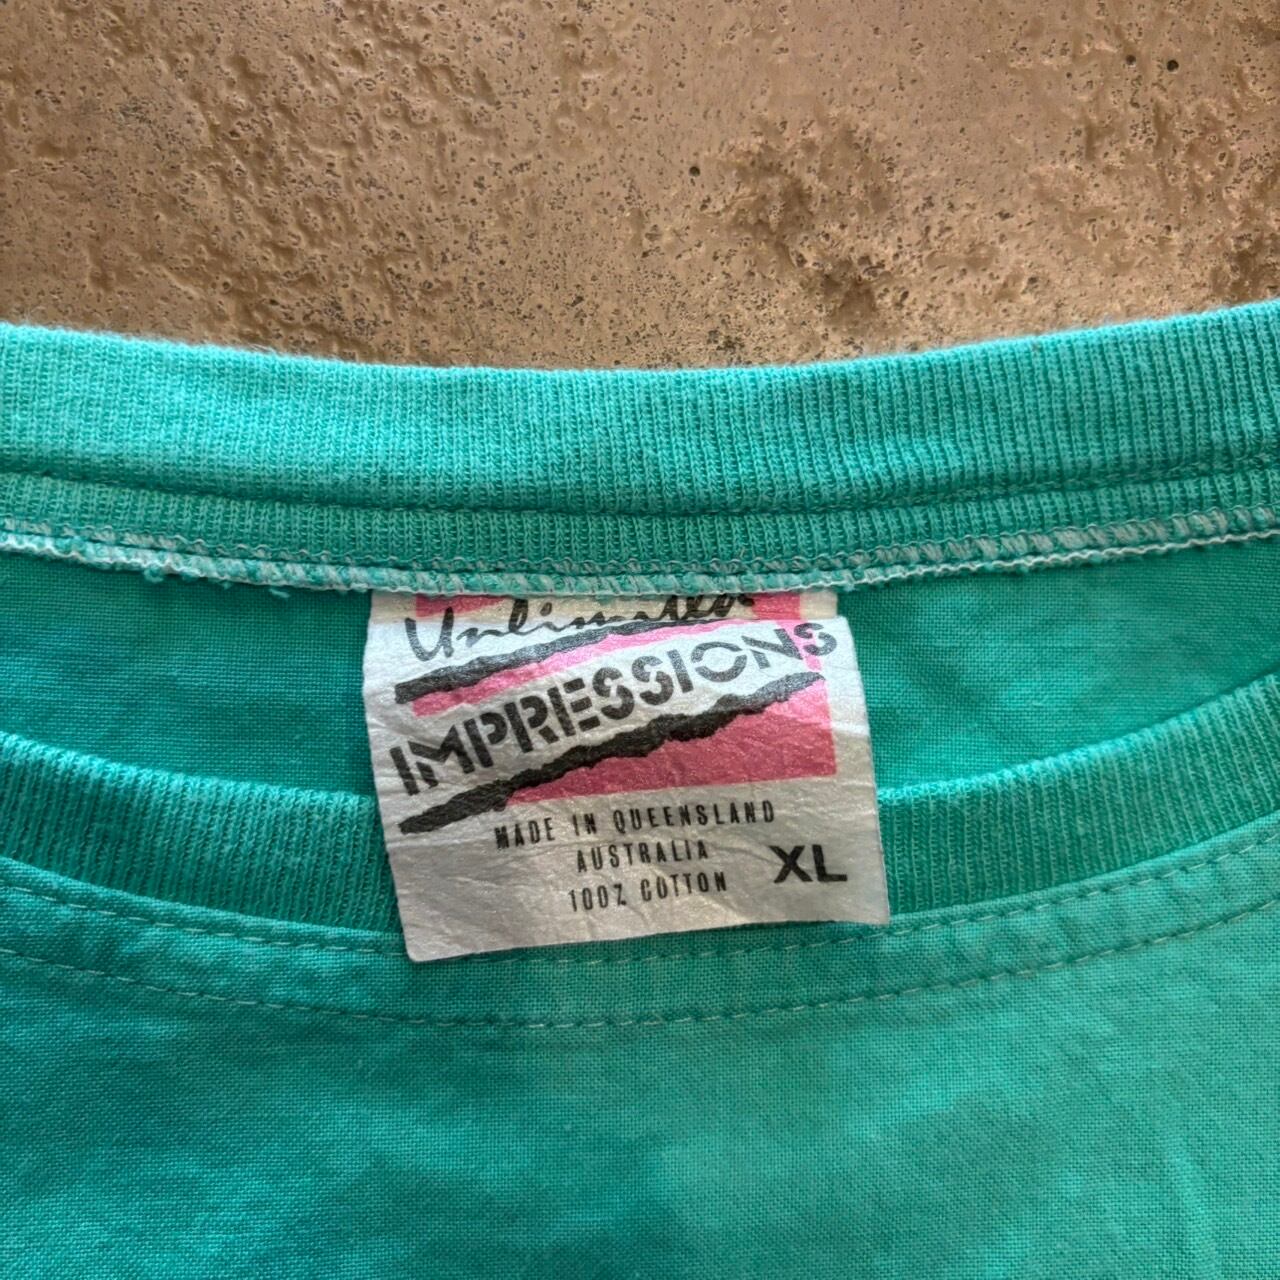 Unlimited
IMPRESSIONS
MADE IN QUEENSLAND
AUSTRALIA
100% COTTON
XL